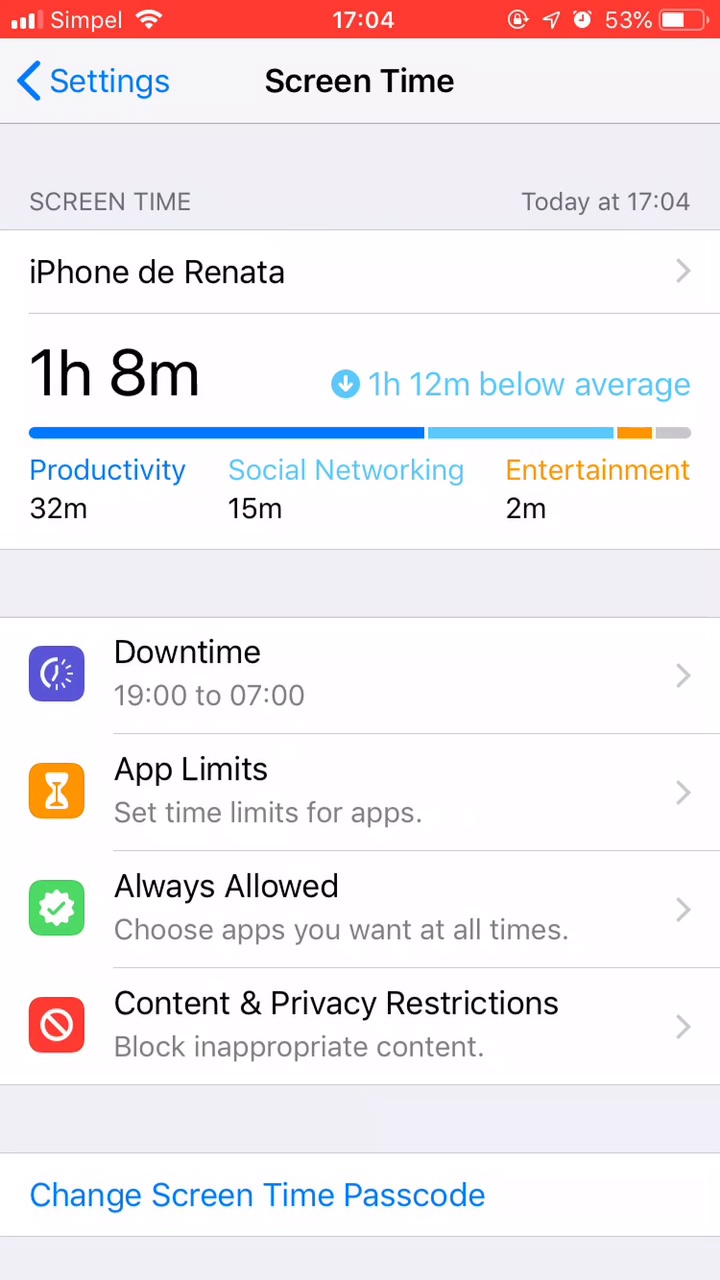 Simpel 17:04 53%
Settings Screen Time
SCREEN TIME Today at 17:04
iPhone de Renata
1h 8m 1h 12m below average
Productivity Social Networking Entertainment
32m 15m 2m
Downtime
19:00 to 07:00
App Limits
Set time limits for apps.
Always Allowed
Choose apps you want at all times.
Content & Privacy Restrictions
Block inappropriate content.
Change Screen Time Passcode